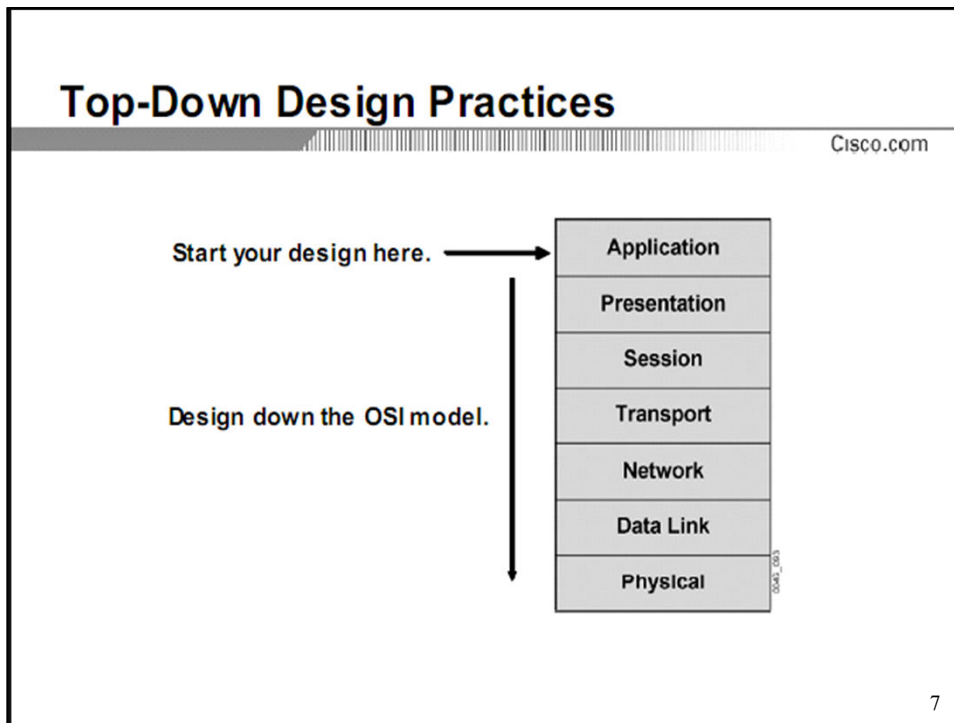 Top-Down Design Practices
Cisco.com
Start your design here.
Application
Presentation
Session
Design down the OSI model.
Transport
Network
Data Link
Physical
7